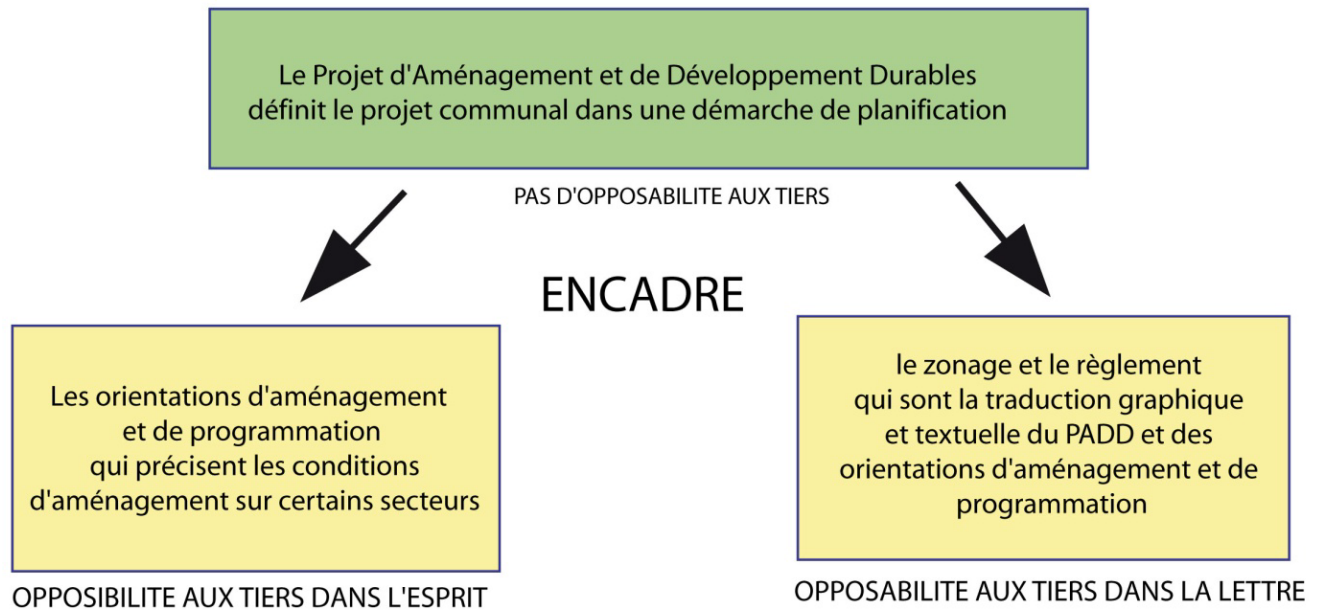 Le Projet d'Aménagement et de Développement Durables
définit le projet communal dans une démarche de planification
PAS D'OPPOSABILITE AUX TIERS
ENCADRE
Les orientations d'aménagement
et de programmation
qui précisent les conditions
d'aménagement sur certains secteurs
OPPOSIBILITE AUX TIERS DANS L'ESPRIT
le zonage et le règlement
qui sont la traduction graphique
et textuelle du PADD et des
orientations d'aménagement et de
programmation
OPPOSABILITE AUX TIERS DANS LA LETTRE